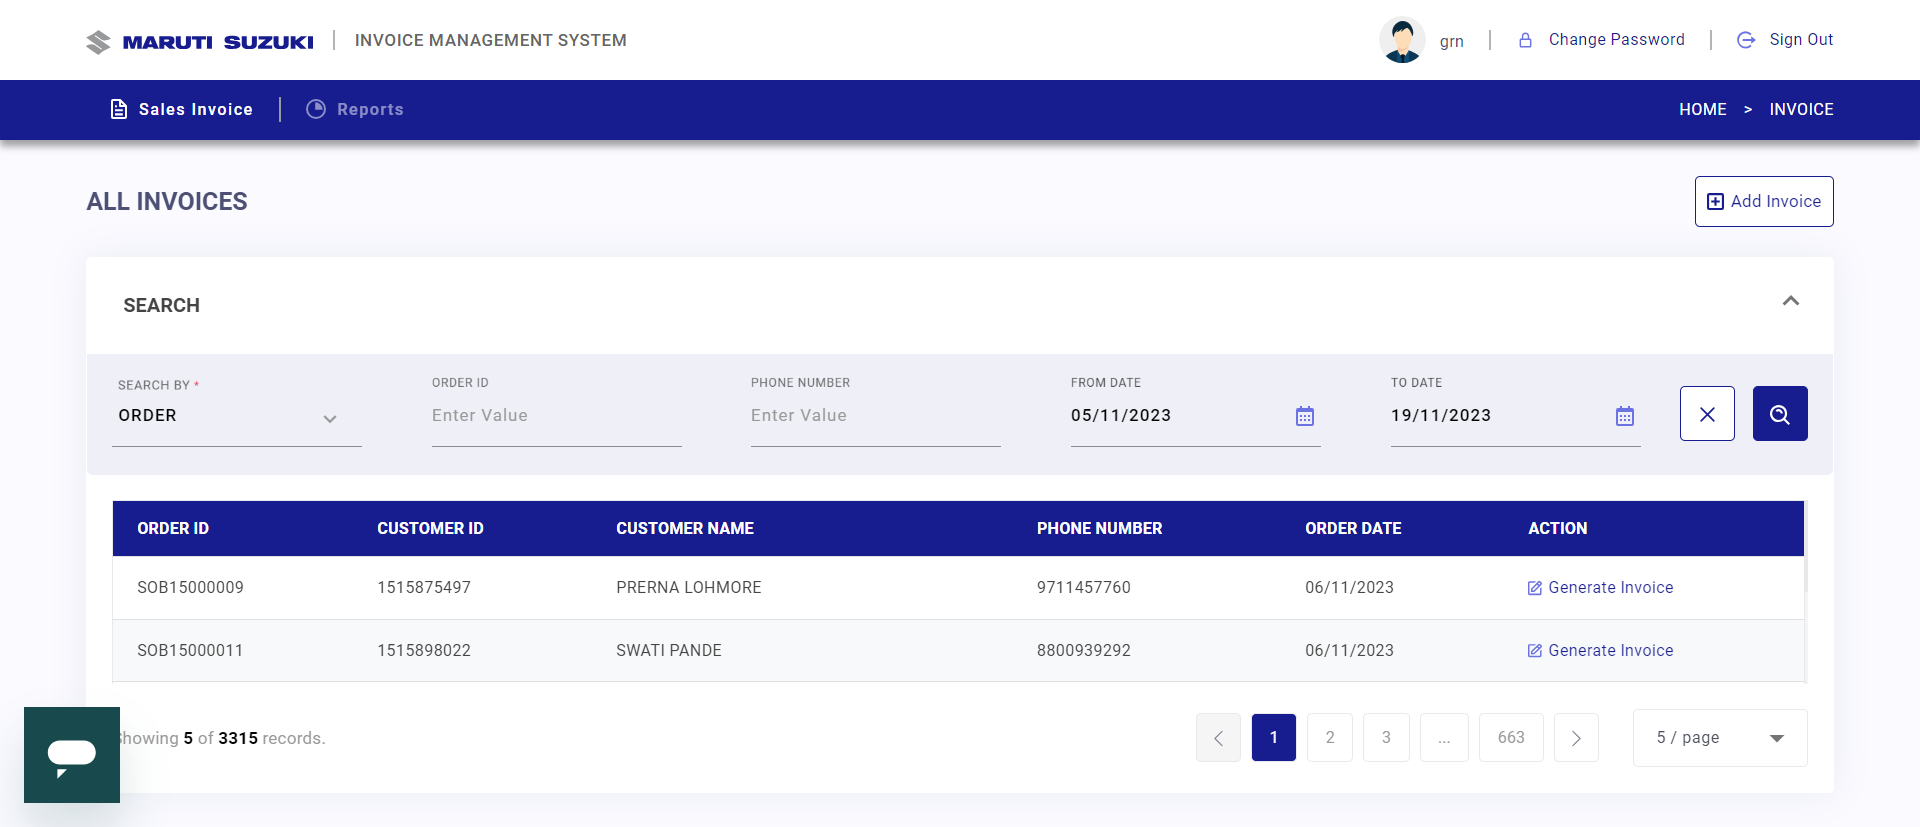 MARUTI SUZUKI
INVOICE MANAGEMENT SYSTEM
grn
Change Password
Sign Out
Sales Invoice
Reports
HOME > INVOICE
ALL INVOICES
Add Invoice
SEARCH
SEARCH BY *
ORDER
ORDER ID
Enter Value
PHONE NUMBER
Enter Value
FROM DATE
05/11/2023
TO DATE
19/11/2023
ORDER ID CUSTOMER ID CUSTOMER NAME PHONE NUMBER ORDER DATE ACTION
SOB15000009 1515875497 PRERNA LOHMORE 9711457760 06/11/2023 Generate Invoice
SOB15000011 1515898022 SWATI PANDE 8800939292 06/11/2023 Generate Invoice
Showing 5 of 3315 records.
1 2 3 ... 663
5 / page